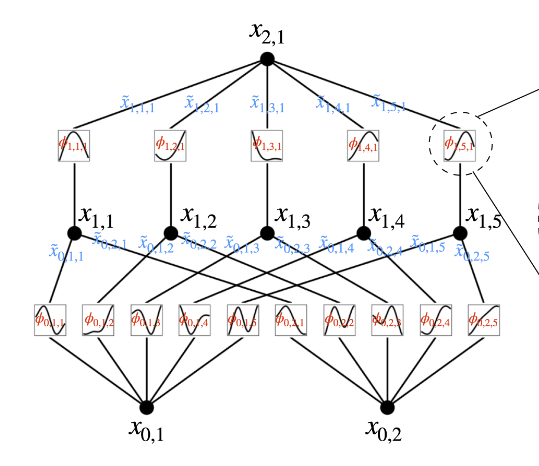 x₂,₁
x̃₁,₁,₁ x̃₁,₂,₁ x̃₁,₃,₁ x̃₁,₄,₁ x̃₁,₅,₁
ϕ₁,₁,₁ ϕ₁,₂,₁ ϕ₁,₃,₁ ϕ₁,₄,₁ ϕ₁,₅,₁
x₁,₁ x₁,₂ x₁,₃ x₁,₄ x₁,₅
x̃₀,₁,₁ x̃₀,₂,₁ x̃₀,₁,₂ x̃₀,₂,₂ x̃₀,₁,₃ x̃₀,₂,₃ x̃₀,₁,₄ x̃₀,₂,₄ x̃₀,₁,₅ x̃₀,₂,₅
ϕ₀,₁,₁ ϕ₀,₁,₂ ϕ₀,₁,₃ ϕ₀,₁,₄ ϕ₀,₁,₅ ϕ₀,₂,₁ ϕ₀,₂,₂ ϕ₀,₂,₃ ϕ₀,₂,₄ ϕ₀,₂,₅
x₀,₁ x₀,₂